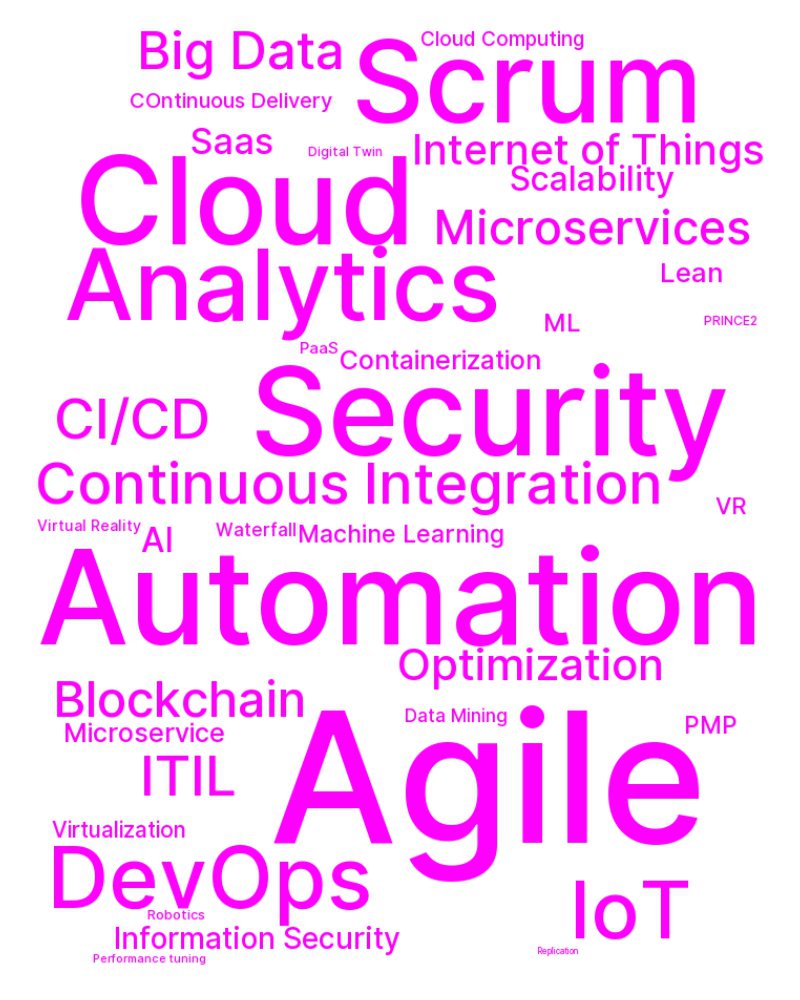 Cloud Computing
Big Data
Scrum
COntinuous Delivery
Saas
Digital Twin
Internet of Things
Scalability
Cloud
Microservices
Analytics
Lean
ML
PRINCE2
PaaS
Containerization
Security
CI/CD
Continuous Integration
VR
Virtual Reality
AI
Waterfall
Machine Learning
Automation
Optimization
Blockchain
Data Mining
PMP
Microservice
Agile
ITIL
Virtualization
DevOps
IoT
Robotics
Information Security
Replication
Performance tuning